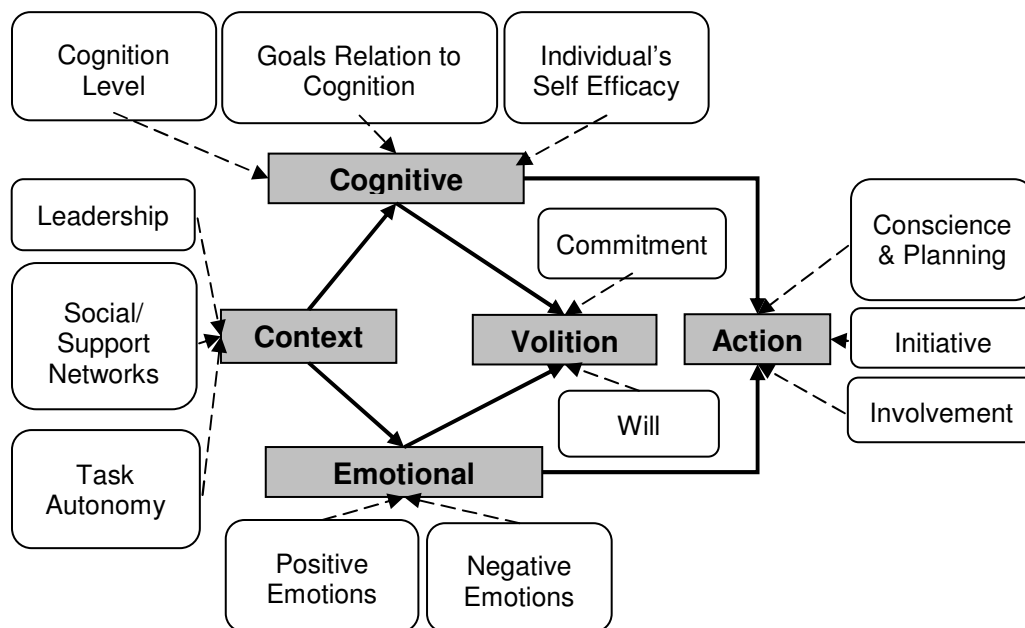 Cognition
Level
Goals Relation to
Cognition
Individual's
Self Efficacy
Cognitive
Leadership
Commitment
Conscience
& Planning
Social/
Support
Networks
Context
Volition
Action
Initiative
Involvement
Will
Task
Autonomy
Emotional
Positive
Emotions
Negative
Emotions